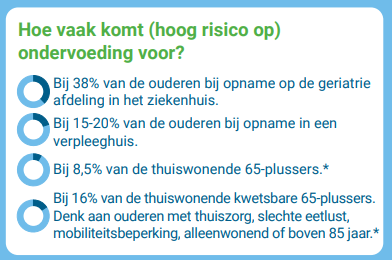 Hoe vaak komt (hoog risico op)
ondervoeding voor?
Bij 38% van de ouderen bij opname op de geriatrie
afdeling in het ziekenhuis.
Bij 15-20% van de ouderen bij opname in een
verpleeghuis.
Bij 8,5% van de thuiswonende 65-plussers.*
Bij 16% van de thuiswonende kwetsbare 65-plussers.
Denk aan ouderen met thuiszorg, slechte eetlust,
mobiliteitsbeperking, alleenwonend of boven 85 jaar.*